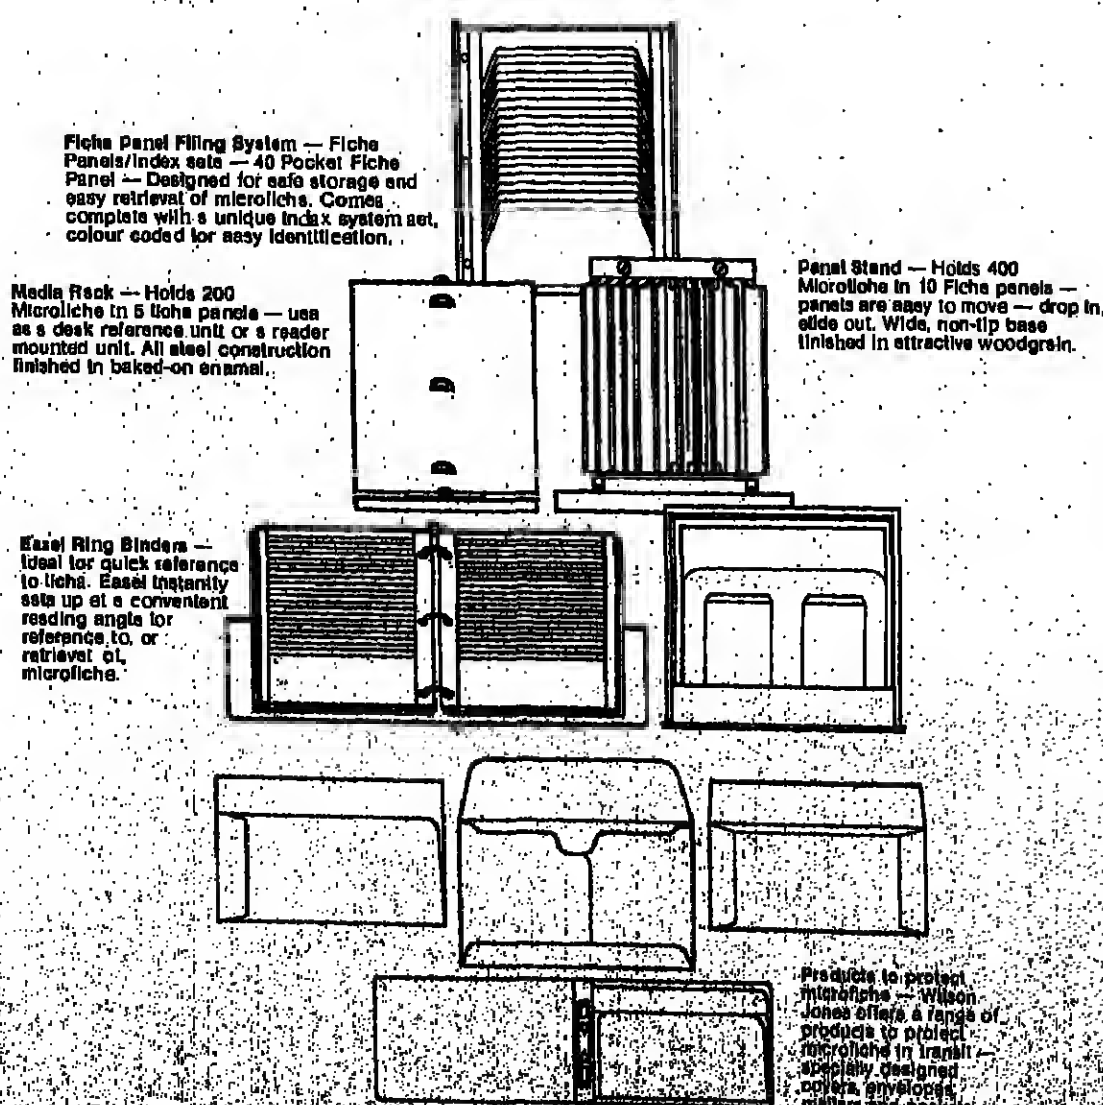 Fiche Panel Filing System — Fiche
Panels/Index sets — 40 Pocket Fiche
Panel — Designed for safe storage and
easy retrieval of microfiche. Comes
complete with a unique index system set,
colour coded for easy identification.
Media Rack — Holds 200
Microfiche in 5 fiche panels — use
as a desk reference unit or a reader
mounted unit. All steel construction
finished in baked-on enamel.
Panel Stand — Holds 400
Microfiche in 10 Fiche panels —
panels are easy to move — drop in,
slide out. Wide, non-tip base
finished in attractive woodgrain.
Easel Ring Binders —
Ideal for quick reference
to fiche. Easel instantly
sets up at a convenient
reading angle for
reference to, or
retrieval of,
microfiche.
Products to protect
microfiche — Wilson
Jones offers a range of
products to protect
microfiche in transit —
specially designed
covers, envelopes,